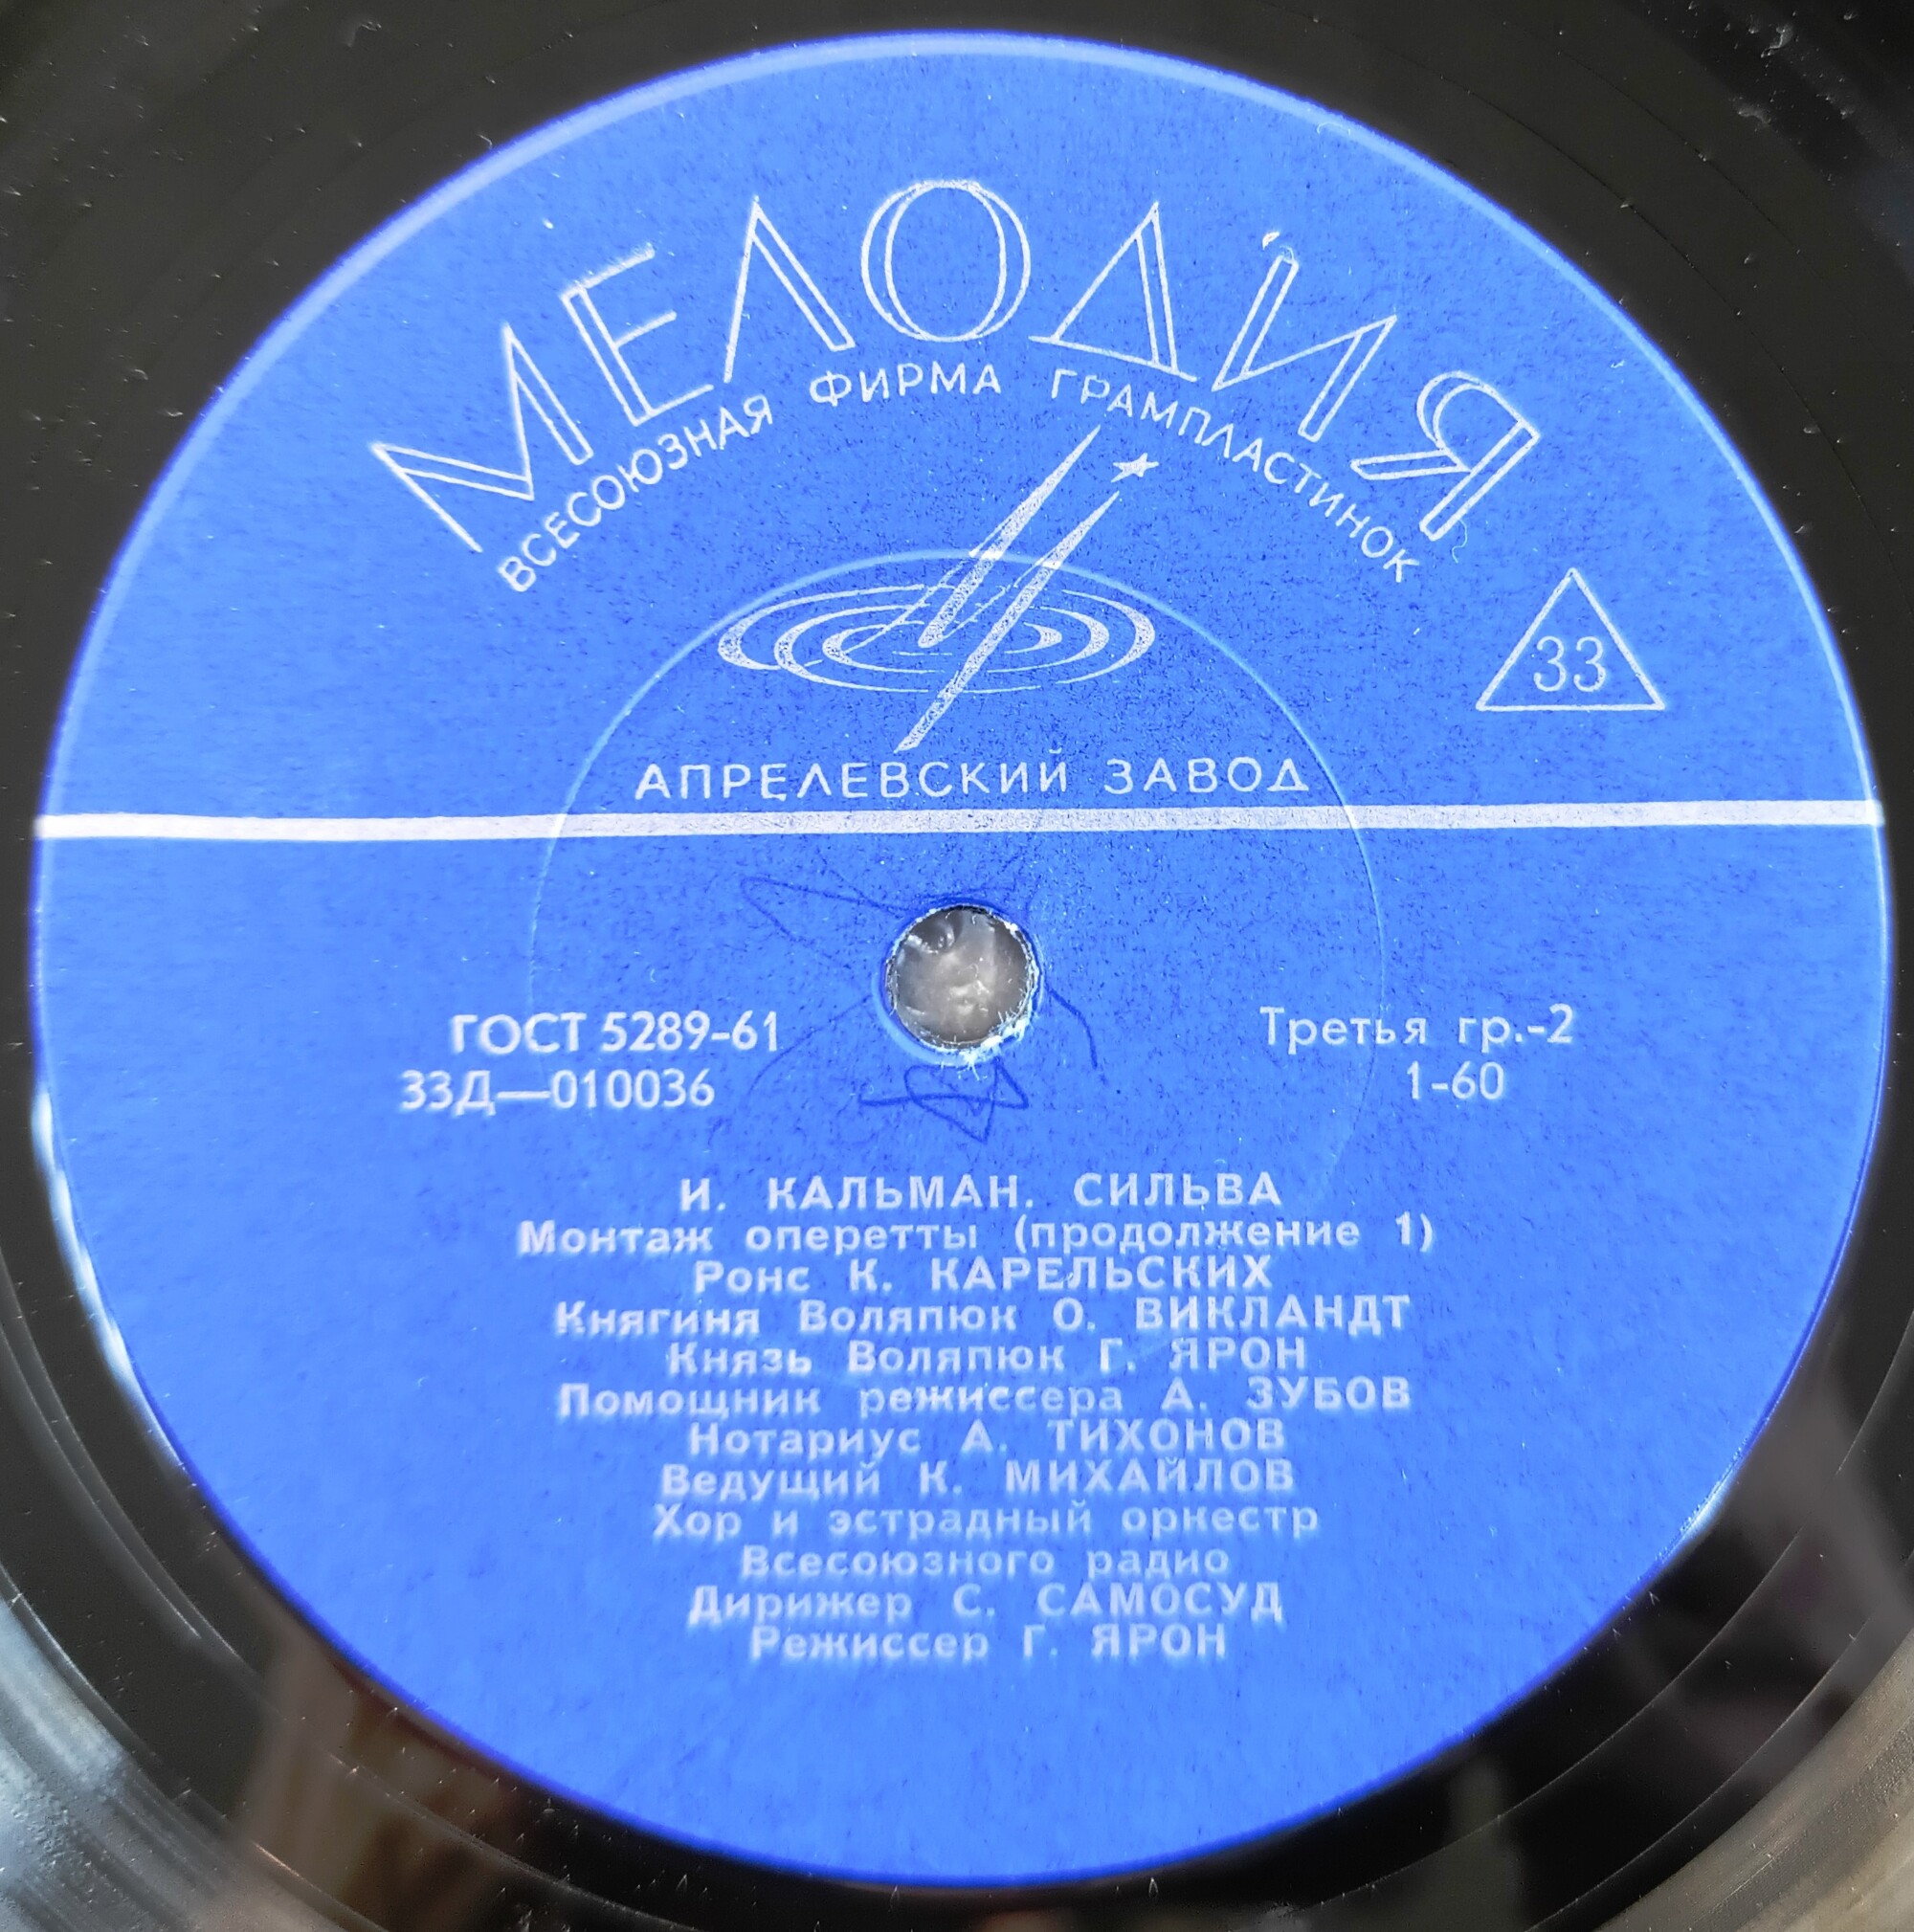 МЕЛОДИЯ
ВСЕСОЮЗНАЯ ФИРМА ГРАМПЛАСТИНОК
33
АПРЕЛЕВСКИЙ ЗАВОД
ГОСТ 5289-61
33Д—010036
Третья гр.-2
1-60
И. КАЛЬМАН. СИЛЬВА
Монтаж оперетты (продолжение 1)
Ронс К. КАРЕЛЬСКИХ
Княгиня Воляпюк О. ВИКЛАНДТ
Князь Воляпюк Г. ЯРОН
Помощник режиссера А. ЗУБОВ
Нотариус А. ТИХОНОВ
Ведущий К. МИХАЙЛОВ
Хор и эстрадный оркестр
Всесоюзного радио
Дирижер С. САМОСУД
Режиссер Г. ЯРОН